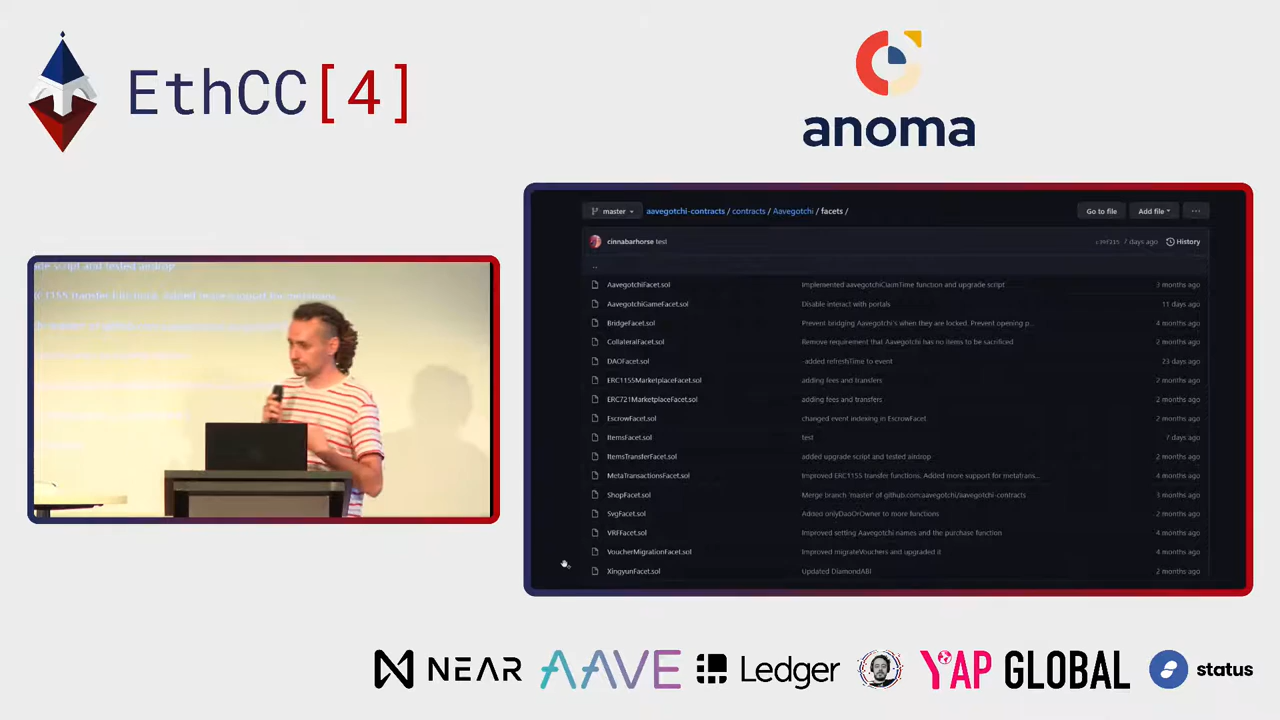 EthCC[4]
anoma
master
aavegotchi-contracts / contracts / Aavegotchi / facets /
Go to file
Add file
cinnabarhorse test
7 days ago
History
..
AavegotchiFacet.sol Implemented aavegotchiClaimTime function and upgrade script 3 months ago
AavegotchiGameFacet.sol Disable interact with portals 11 days ago
BridgeFacet.sol Prevent bridging Aavegotchi's when they are locked. Prevent opening p... 4 months ago
CollateralFacet.sol Remove requirement that Aavegotchi has no items to be sacrificed 2 months ago
DAOFacet.sol -added refreshTime to event 23 days ago
ERC1155MarketplaceFacet.sol adding fees and transfers 2 months ago
ERC721MarketplaceFacet.sol adding fees and transfers 2 months ago
EscrowFacet.sol changed event indexing in EscrowFacet 2 months ago
ItemsFacet.sol test 7 days ago
ItemsTransferFacet.sol added upgrade script and tested airdrop 2 months ago
MetaTransactionsFacet.sol Improved ERC1155 transfer functions. Added more support for metatrans... 4 months ago
ShopFacet.sol Merge branch 'master' of github.com:aavegotchi/aavegotchi-contracts 3 months ago
SvgFacet.sol Added onlyDaoOrOwner to more functions 2 months ago
VRFFacet.sol Improved setting Aavegotchi names and the purchase function 4 months ago
VoucherMigrationFacet.sol Improved migrateVouchers and upgraded it 4 months ago
XingyunFacet.sol Updated DiamondABI 2 months ago
NEAR
AAVE
Ledger
YAP GLOBAL
status